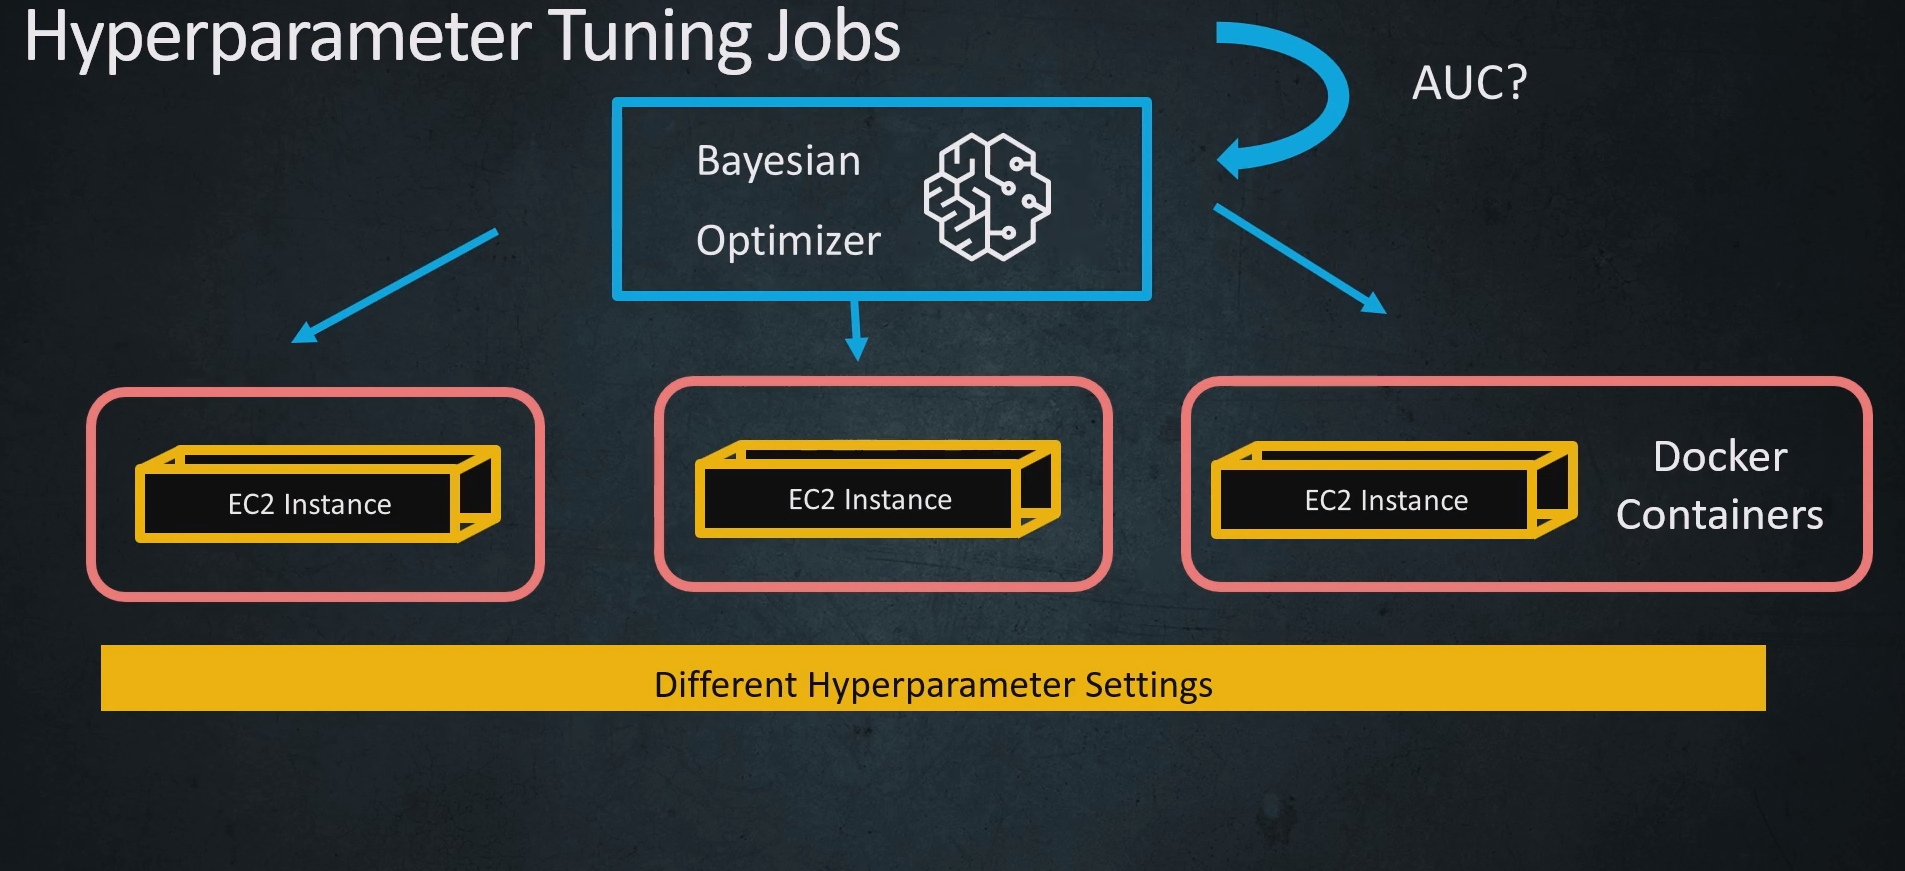 Hyperparameter Tuning Jobs
AUC?
Bayesian
Optimizer
EC2 Instance
EC2 Instance
EC2 Instance
Docker
Containers
Different Hyperparameter Settings